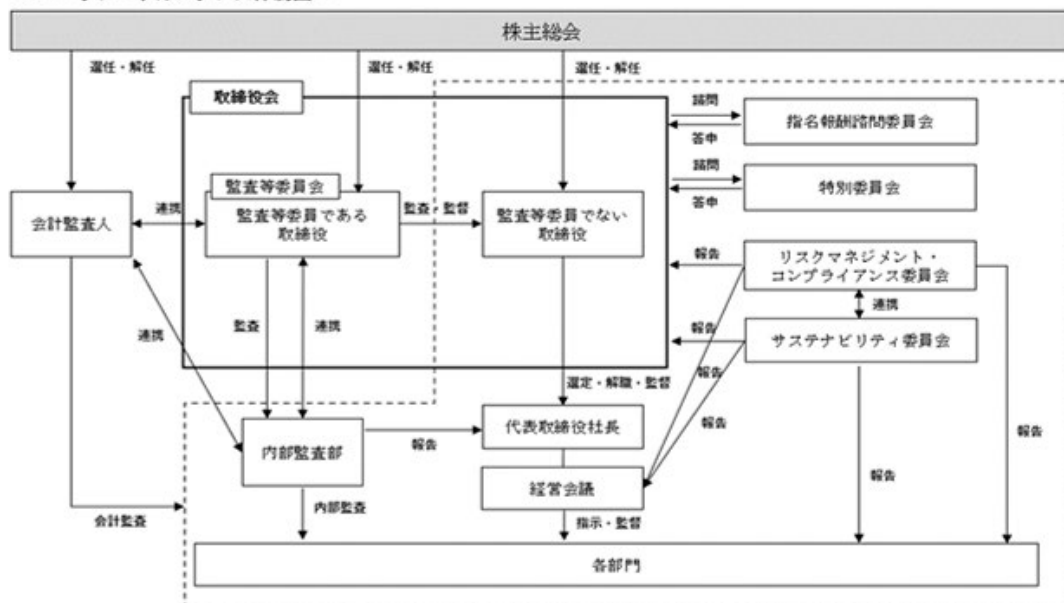 株主総会
選任・解任
選任・解任
選任・解任
取締役会
諮問
答申
指名報酬諮問委員会
諮問
答申
特別委員会
会計監査人
連携
監査等委員会
監査等委員である
取締役
監査・監督
監査等委員でない
取締役
報告
リスクマネジメント・
コンプライアンス委員会
連携
監査
連携
連携
報告
サステナビリティ委員会
選定・解職・監督
報告
代表取締役社長
報告
内部監査部
報告
報告
経営会議
報告
会計監査
内部監査
指示・監督
各部門